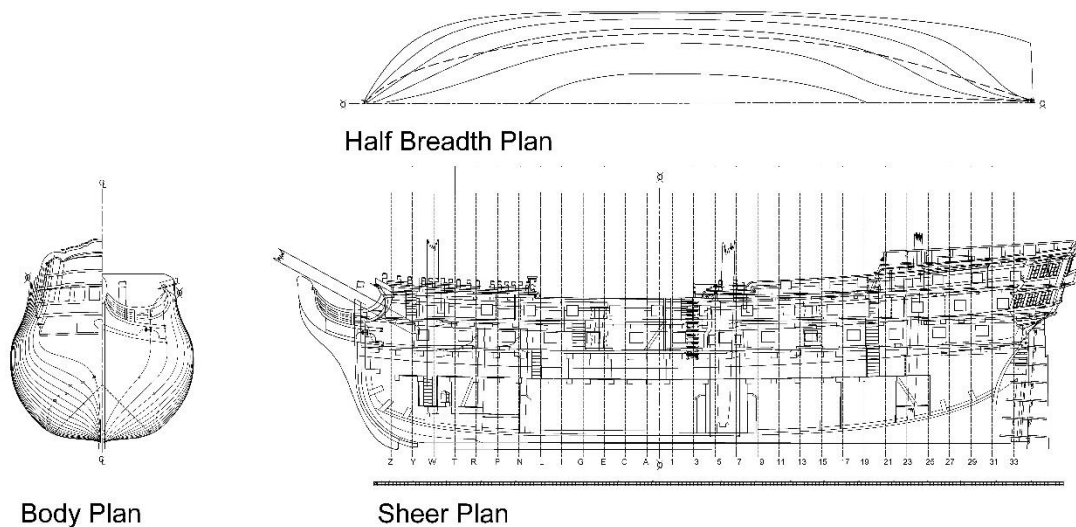 Half Breadth Plan
Z Y W T R P N L I G E C A 1 3 5 7 9 11 13 15 17 19 21 23 25 27 29 31 33
Body Plan
Sheer Plan